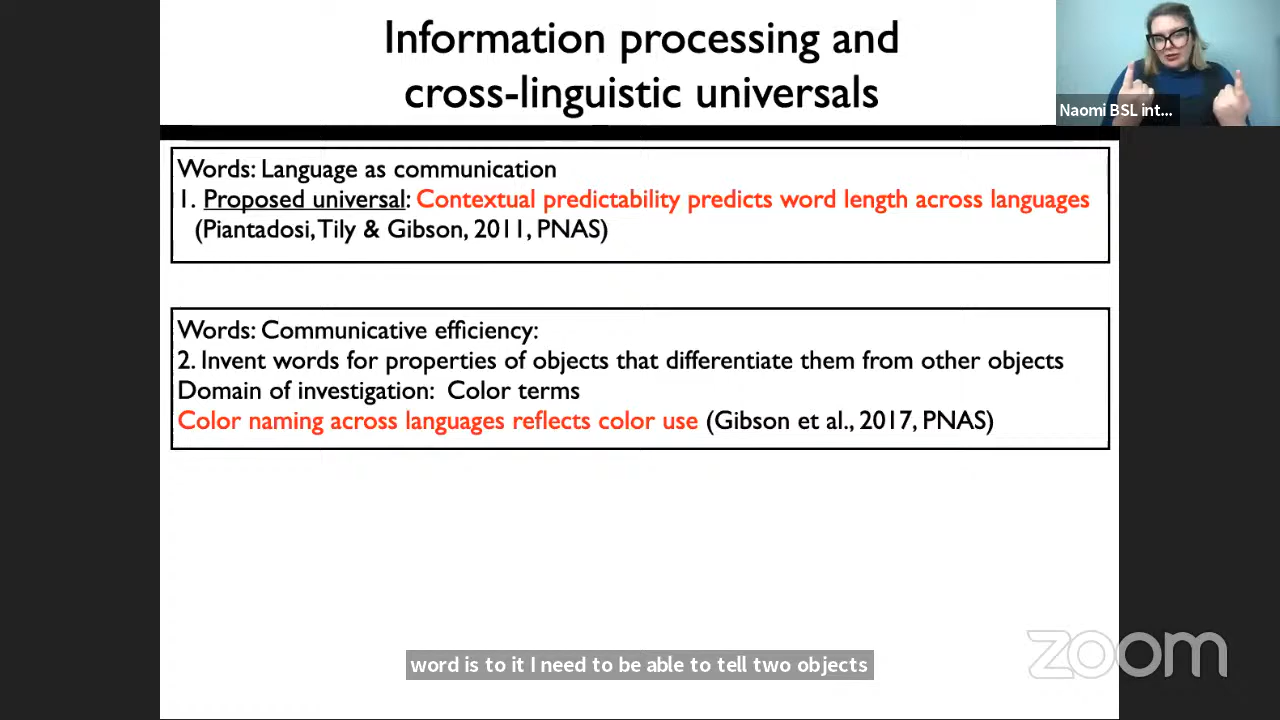 Information processing and
cross-linguistic universals
Naomi BSL int...
Words: Language as communication
1. Proposed universal: Contextual predictability predicts word length across languages
(Piantadosi, Tily & Gibson, 2011, PNAS)
Words: Communicative efficiency:
2. Invent words for properties of objects that differentiate them from other objects
Domain of investigation: Color terms
Color naming across languages reflects color use (Gibson et al., 2017, PNAS)
zoom
word is to it I need to be able to tell two objects